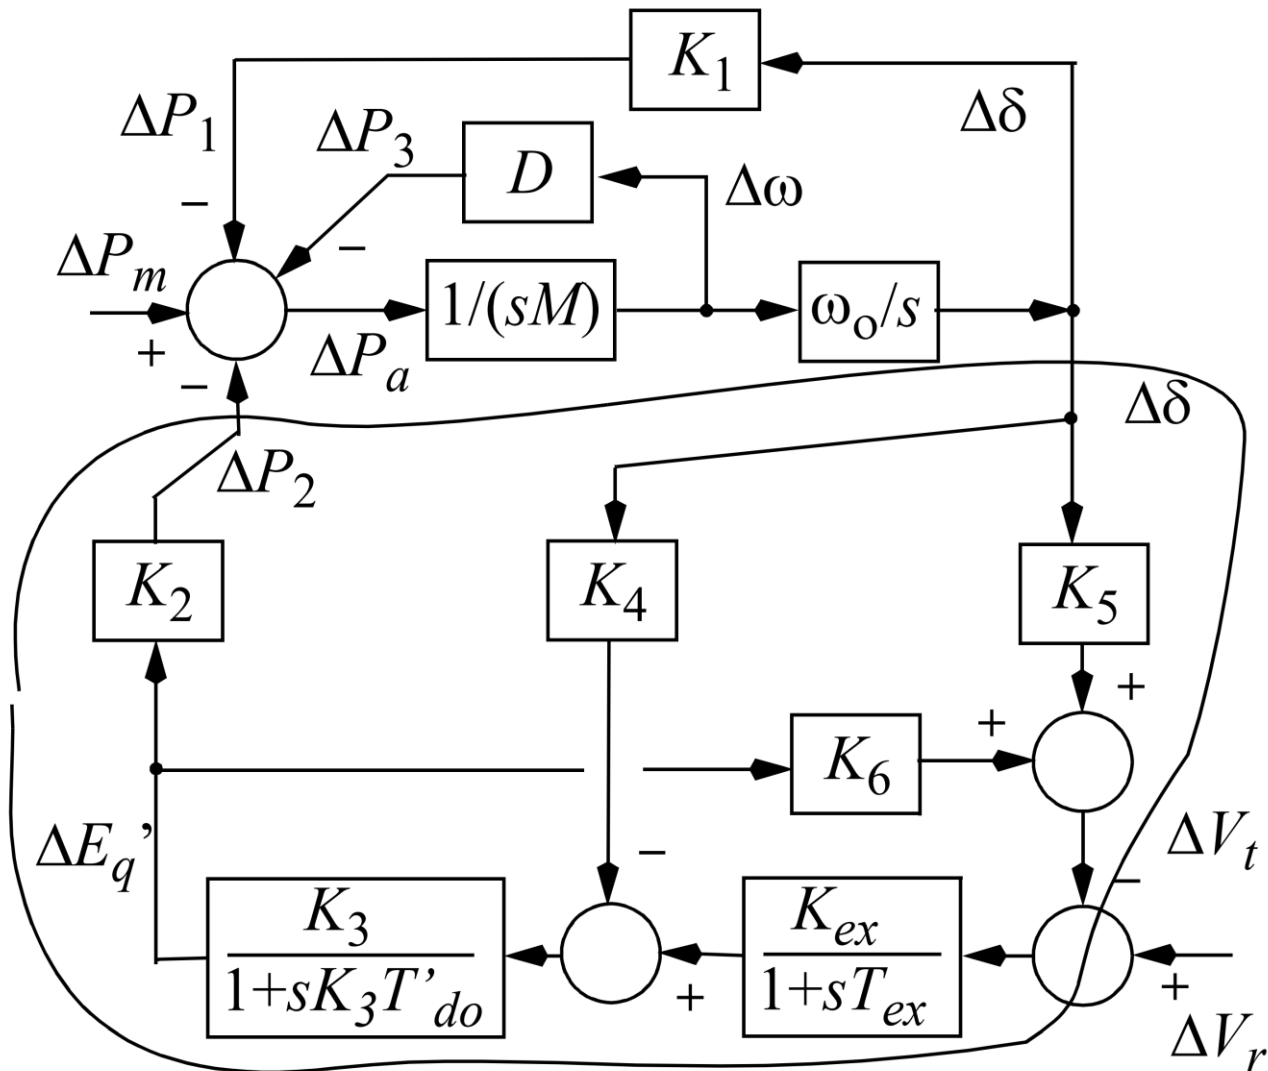 K1
ΔP1
ΔP3
Δδ
D
Δω
−
−
ΔPm
1/(sM)
ωo/s
+
ΔPa
−
Δδ
ΔP2
K2
K4
K5
+
+
K6
ΔEq’
−
ΔVt
−
K3
1+sK3T’do
Kex
1+sTex
+
+
ΔVr